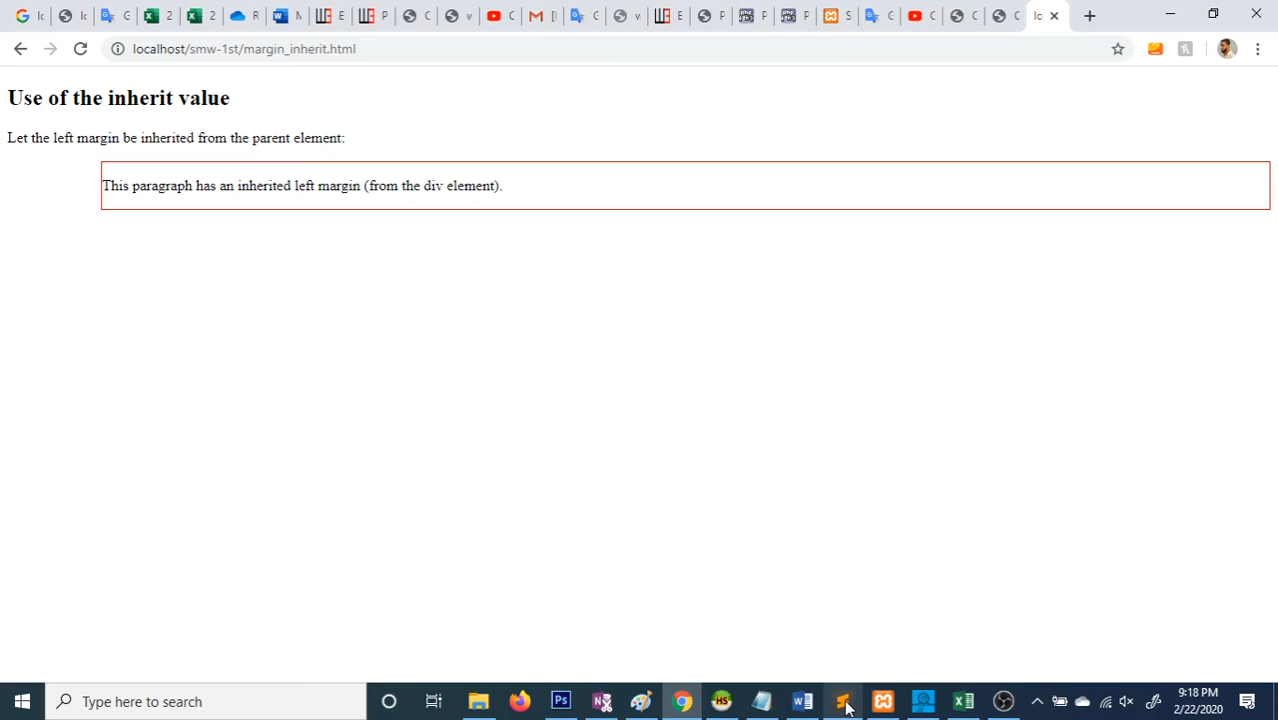 localhost/smw-1st/margin_inherit.html
Use of the inherit value
Let the left margin be inherited from the parent element:
This paragraph has an inherited left margin (from the div element).
Type here to search
Ps
HS
9:18 PM
2/22/2020